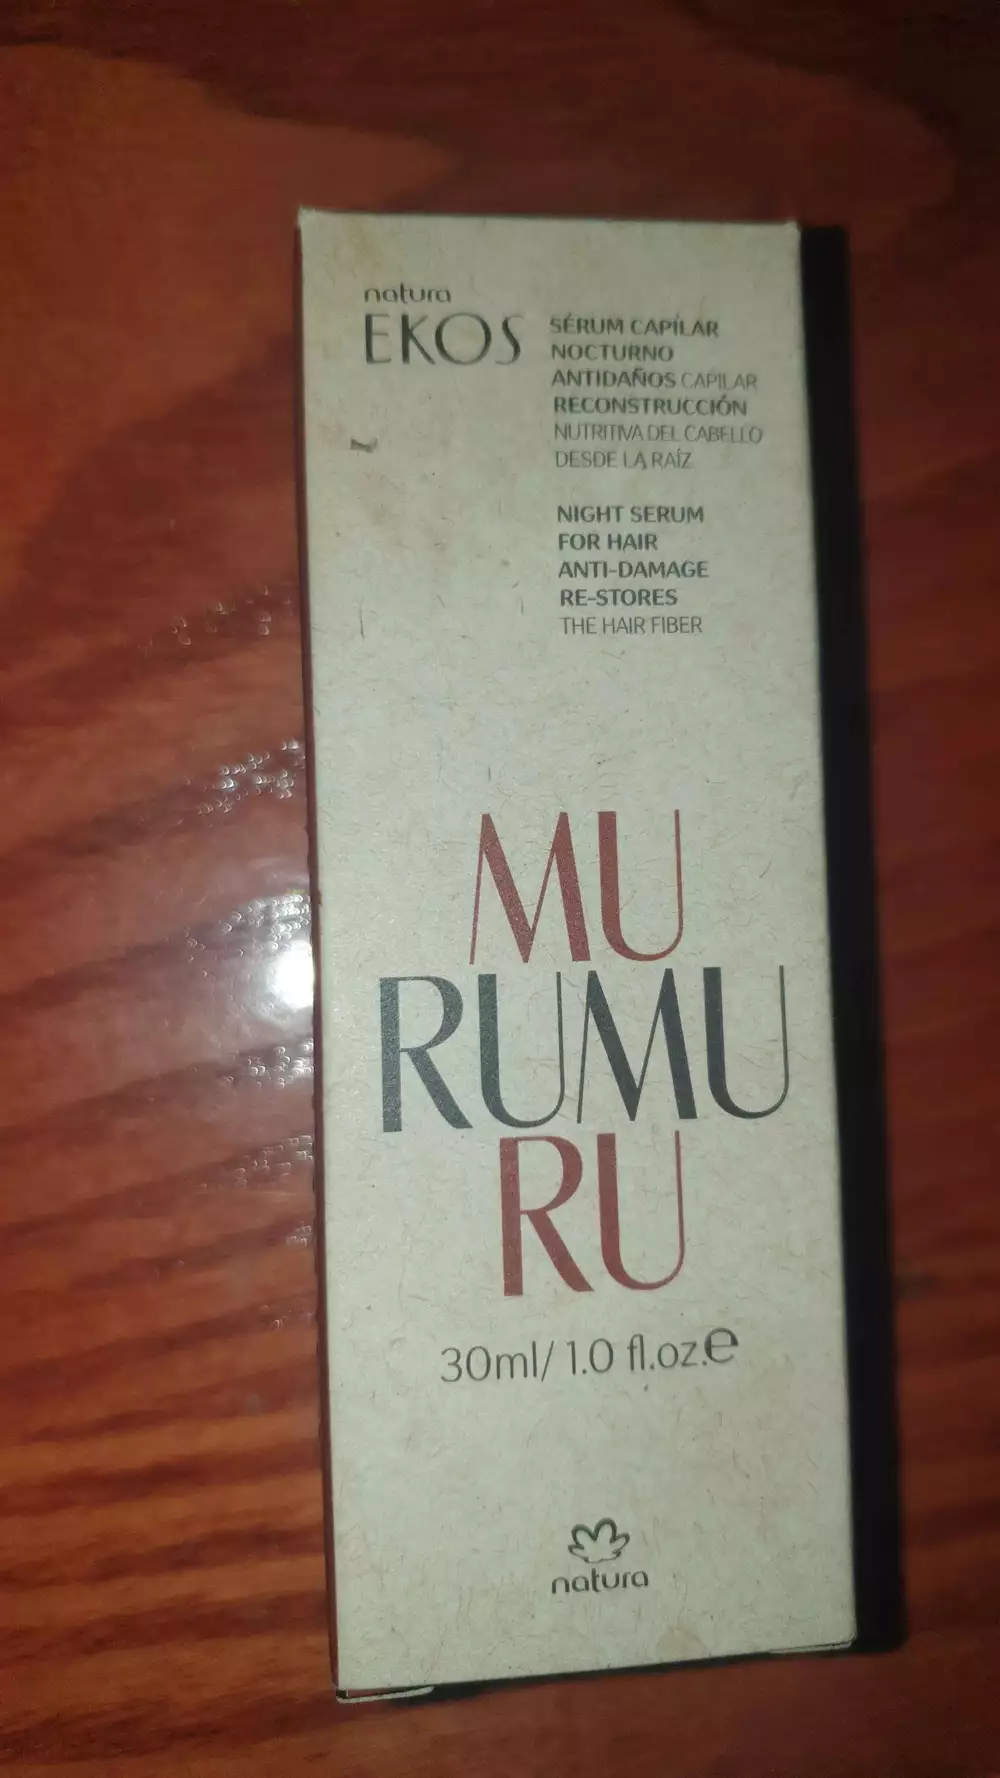 natura
EKOS
SÉRUM CAPÍLAR
NOCTURNO
ANTIDAÑOS CAPILAR
RECONSTRUCCIÓN
NUTRITIVA DEL CABELLO
DESDE LA RAÍZ
NIGHT SERUM
FOR HAIR
ANTI-DAMAGE
RE-STORES
THE HAIR FIBER
MU
RUMU
RU
30ml/ 1.0 fl.oz.e
natura